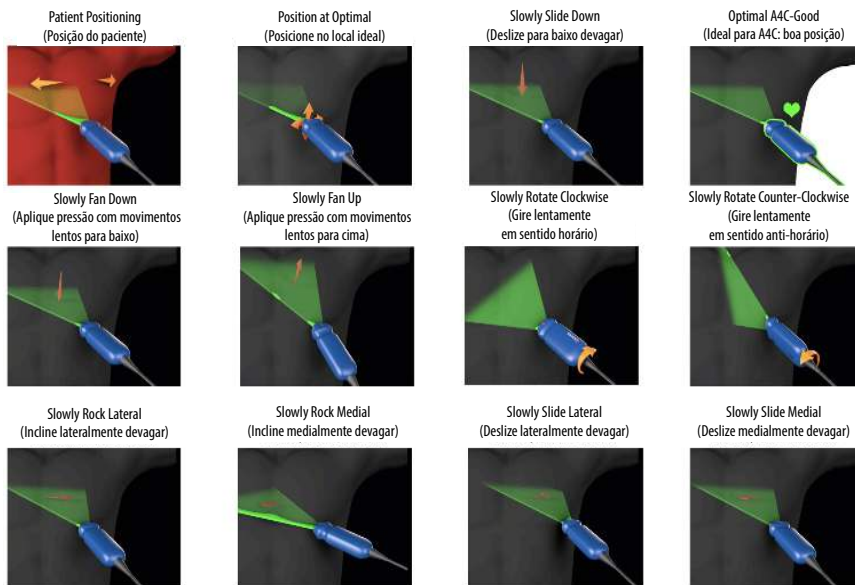 Patient Positioning
(Posição do paciente)
Position at Optimal
(Posicione no local ideal)
Slowly Slide Down
(Deslize para baixo devagar)
Optimal A4C-Good
(Ideal para A4C: boa posição)
Slowly Fan Down
(Aplique pressão com movimentos
lentos para baixo)
Slowly Fan Up
(Aplique pressão com movimentos
lentos para cima)
Slowly Rotate Clockwise
(Gire lentamente
em sentido horário)
Slowly Rotate Counter-Clockwise
(Gire lentamente
em sentido anti-horário)
Slowly Rock Lateral
(Incline lateralmente devagar)
Slowly Rock Medial
(Incline medialmente devagar)
Slowly Slide Lateral
(Deslize lateralmente devagar)
Slowly Slide Medial
(Deslize medialmente devagar)